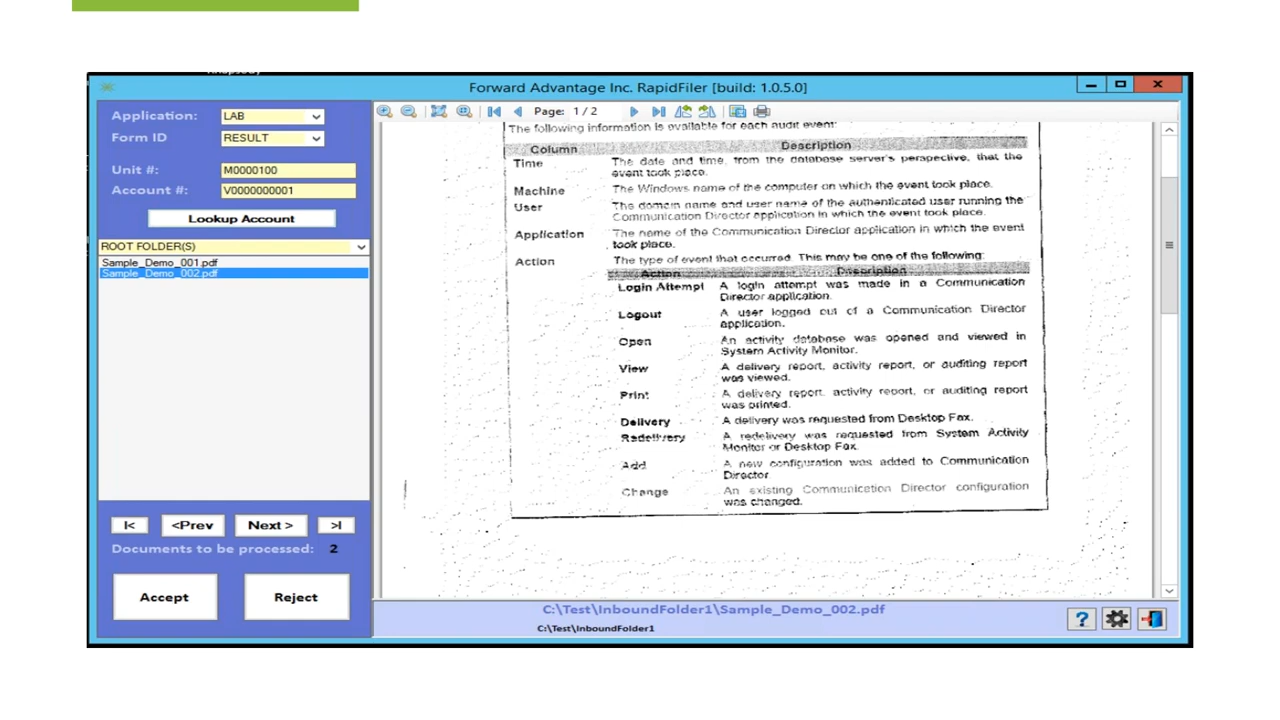 Forward Advantage Inc. RapidFiler [build: 1.0.5.0]
Application: LAB
Form ID RESULT
Unit #: M0000100
Account #: V0000000001
Lookup Account
ROOT FOLDER(S)
Sample_Demo_001.pdf
Sample_Demo_002.pdf
|< <Prev Next > >|
Documents to be processed: 2
Accept Reject
Page: 1 / 2
The following information is available for each audit event:
Column Description
Time The date and time, from the database server's perspective, that the
event took place.
Machine The Windows name of the computer on which the event took place.
User The domain name and user name of the authenticated user running the
Communication Director application in which the event took place.
Application The name of the Communication Director application in which the event
took place.
Action The type of event that occurred. This may be one of the following:
Action Description
Login Attempt A login attempt was made in a Communication
Director application.
Logout A user logged out of a Communication Director
application.
Open An activity database was opened and viewed in
System Activity Monitor.
View A delivery report, activity report, or auditing report
was viewed.
Print A delivery report, activity report, or auditing report
was printed.
Delivery A delivery was requested from Desktop Fax.
Redelivery A redelivery was requested from System Activity
Monitor or Desktop Fax.
Add A new configuration was added to Communication
Director.
Change An existing Communication Director configuration
was changed.
C:\Test\InboundFolder1\Sample_Demo_002.pdf
C:\Test\InboundFolder1
?